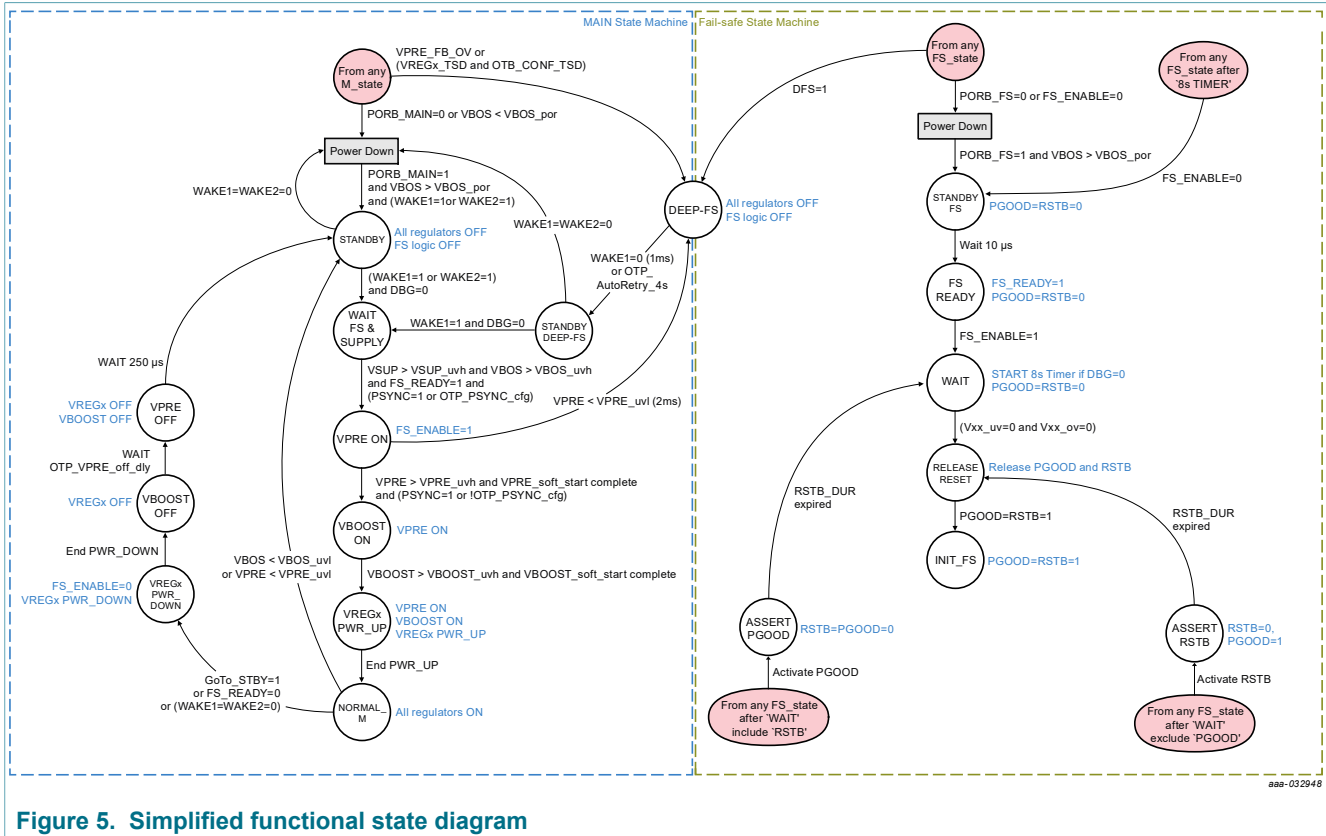 MAIN State Machine
Fail-safe State Machine
From any
M_state
VPRE_FB_OV or
(VREGx_TSD and OTB_CONF_TSD)
PORB_MAIN=0 or VBOS < VBOS_por
Power Down
PORB_MAIN=1
and VBOS > VBOS_por
and (WAKE1=1or WAKE2=1)
WAKE1=WAKE2=0
STANDBY
All regulators OFF
FS logic OFF
WAKE1=WAKE2=0
(WAKE1=1 or WAKE2=1)
and DBG=0
WAIT
FS &
SUPPLY
WAKE1=1 and DBG=0
STANDBY
DEEP-FS
WAKE1=0 (1ms)
or OTP_
AutoRetry_4s
DEEP-FS
All regulators OFF
FS logic OFF
DFS=1
VSUP > VSUP_uvh and VBOS > VBOS_uvh
and FS_READY=1 and
(PSYNC=1 or OTP_PSYNC_cfg)
VPRE < VPRE_uvl (2ms)
VPRE ON
FS_ENABLE=1
VPRE > VPRE_uvh and VPRE_soft_start complete
and (PSYNC=1 or !OTP_PSYNC_cfg)
VBOOST
ON
VPRE ON
VBOOST > VBOOST_uvh and VBOOST_soft_start complete
VREGx
PWR_UP
VPRE ON
VBOOST ON
VREGx PWR_UP
End PWR_UP
NORMAL_
M
All regulators ON
VBOS < VBOS_uvl
or VPRE < VPRE_uvl
GoTo_STBY=1
or FS_READY=0
or (WAKE1=WAKE2=0)
VREGx
PWR_
DOWN
FS_ENABLE=0
VREGx PWR_DOWN
End PWR_DOWN
VBOOST
OFF
VREGx OFF
WAIT
OTP_VPRE_off_dly
VPRE
OFF
VREGx OFF
VBOOST OFF
WAIT 250 µs
From any
FS_state
PORB_FS=0 or FS_ENABLE=0
Power Down
PORB_FS=1 and VBOS > VBOS_por
From any
FS_state after
'8s TIMER'
FS_ENABLE=0
STANDBY
FS
PGOOD=RSTB=0
Wait 10 µs
FS
READY
FS_READY=1
PGOOD=RSTB=0
FS_ENABLE=1
WAIT
START 8s Timer if DBG=0
PGOOD=RSTB=0
(Vxx_uv=0 and Vxx_ov=0)
RELEASE
RESET
Release PGOOD and RSTB
PGOOD=RSTB=1
INIT_FS
PGOOD=RSTB=1
RSTB_DUR
expired
RSTB_DUR
expired
ASSERT
PGOOD
RSTB=PGOOD=0
Activate PGOOD
From any FS_state
after 'WAIT'
include 'RSTB'
ASSERT
RSTB
RSTB=0,
PGOOD=1
Activate RSTB
From any FS_state
after 'WAIT'
exclude 'PGOOD'
aaa-032948
Figure 5. Simplified functional state diagram